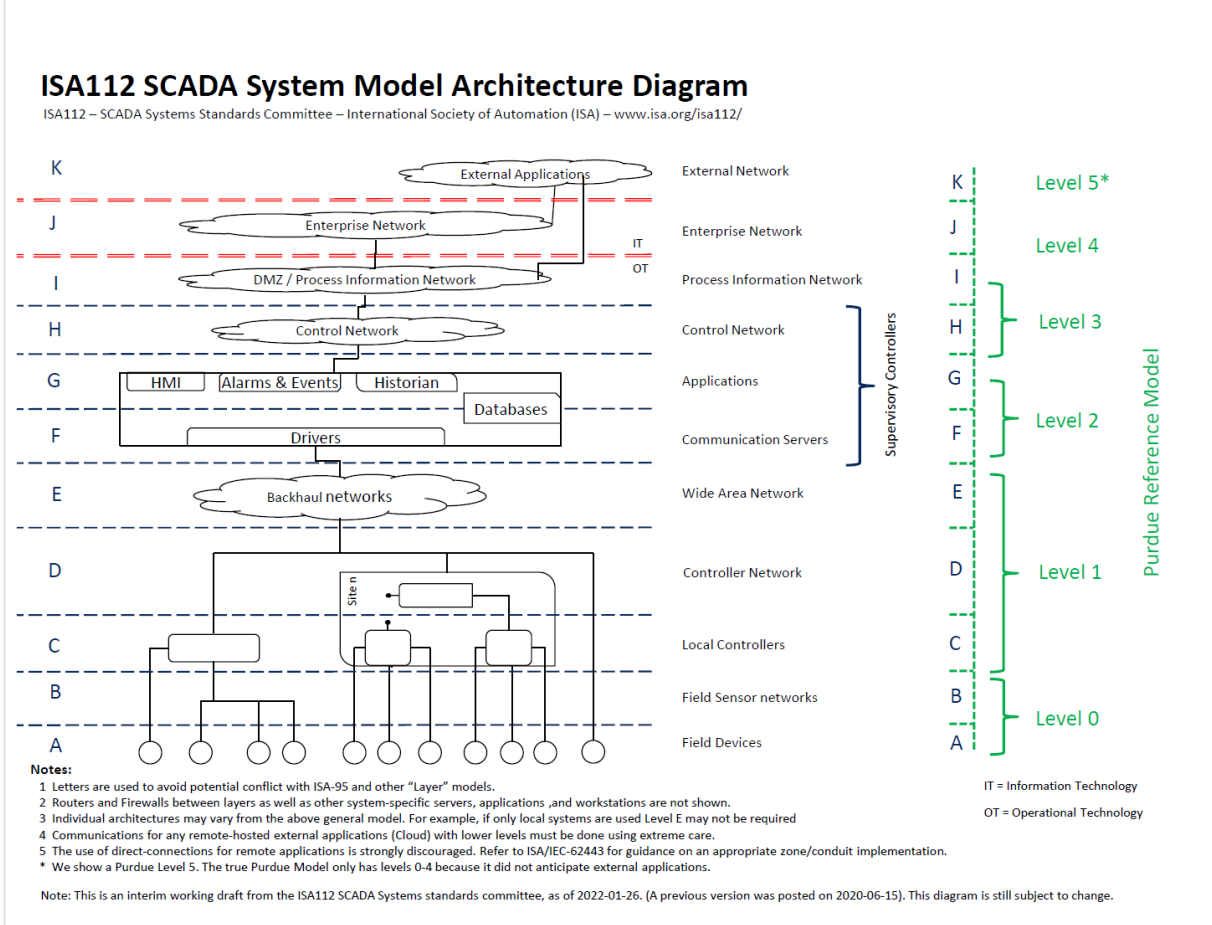 ISA112 SCADA System Model Architecture Diagram
ISA112 – SCADA Systems Standards Committee – International Society of Automation (ISA) – www.isa.org/isa112/
K
External Applications
External Network
K
Level 5*
J
Enterprise Network
Enterprise Network
J
IT
Level 4
OT
I
DMZ / Process Information Network
Process Information Network
I
H
Control Network
Control Network
H
Level 3
G
HMI
Alarms & Events
Historian
Applications
G
Databases
Level 2
F
Drivers
Communication Servers
F
Supervisory Controllers
E
Backhaul networks
Wide Area Network
E
D
Site n
Controller Network
D
Level 1
Purdue Reference Model
C
Local Controllers
C
B
Field Sensor networks
B
Level 0
A
Field Devices
A
Notes:
1 Letters are used to avoid potential conflict with ISA-95 and other “Layer” models.
2 Routers and Firewalls between layers as well as other system-specific servers, applications ,and workstations are not shown.
3 Individual architectures may vary from the above general model. For example, if only local systems are used Level E may not be required
4 Communications for any remote-hosted external applications (Cloud) with lower levels must be done using extreme care.
5 The use of direct-connections for remote applications is strongly discouraged. Refer to ISA/IEC-62443 for guidance on an appropriate zone/conduit implementation.
* We show a Purdue Level 5. The true Purdue Model only has levels 0-4 because it did not anticipate external applications.
IT = Information Technology
OT = Operational Technology
Note: This is an interim working draft from the ISA112 SCADA Systems standards committee, as of 2022-01-26. (A previous version was posted on 2020-06-15). This diagram is still subject to change.